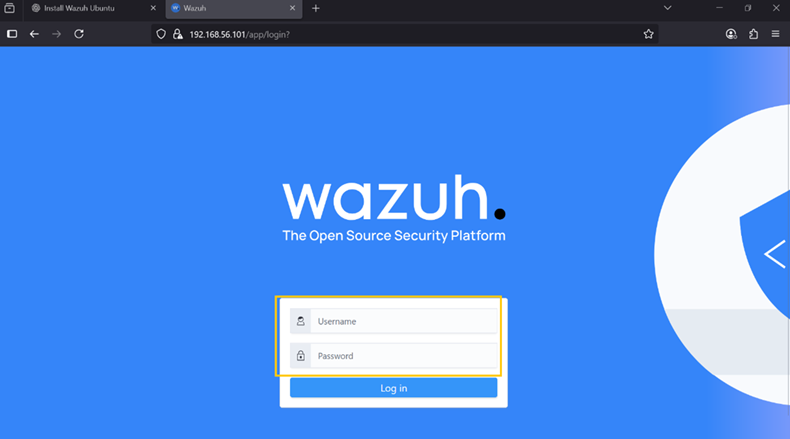 Install Wazuh Ubuntu
Wazuh
192.168.56.101/app/login?
wazuh.
The Open Source Security Platform
Username
Password
Log in